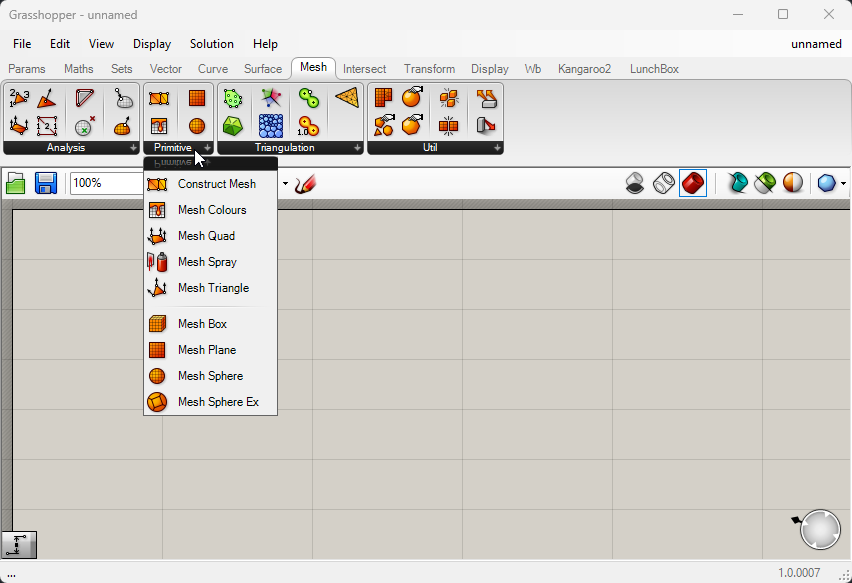 Grasshopper - unnamed
File Edit View Display Solution Help unnamed
Params Maths Sets Vector Curve Surface Mesh Intersect Transform Display Wb Kangaroo2 LunchBox
Analysis Primitive Triangulation Util
Primitive
100%
Construct Mesh
Mesh Colours
Mesh Quad
Mesh Spray
Mesh Triangle
Mesh Box
Mesh Plane
Mesh Sphere
Mesh Sphere Ex
... 1.0.0007